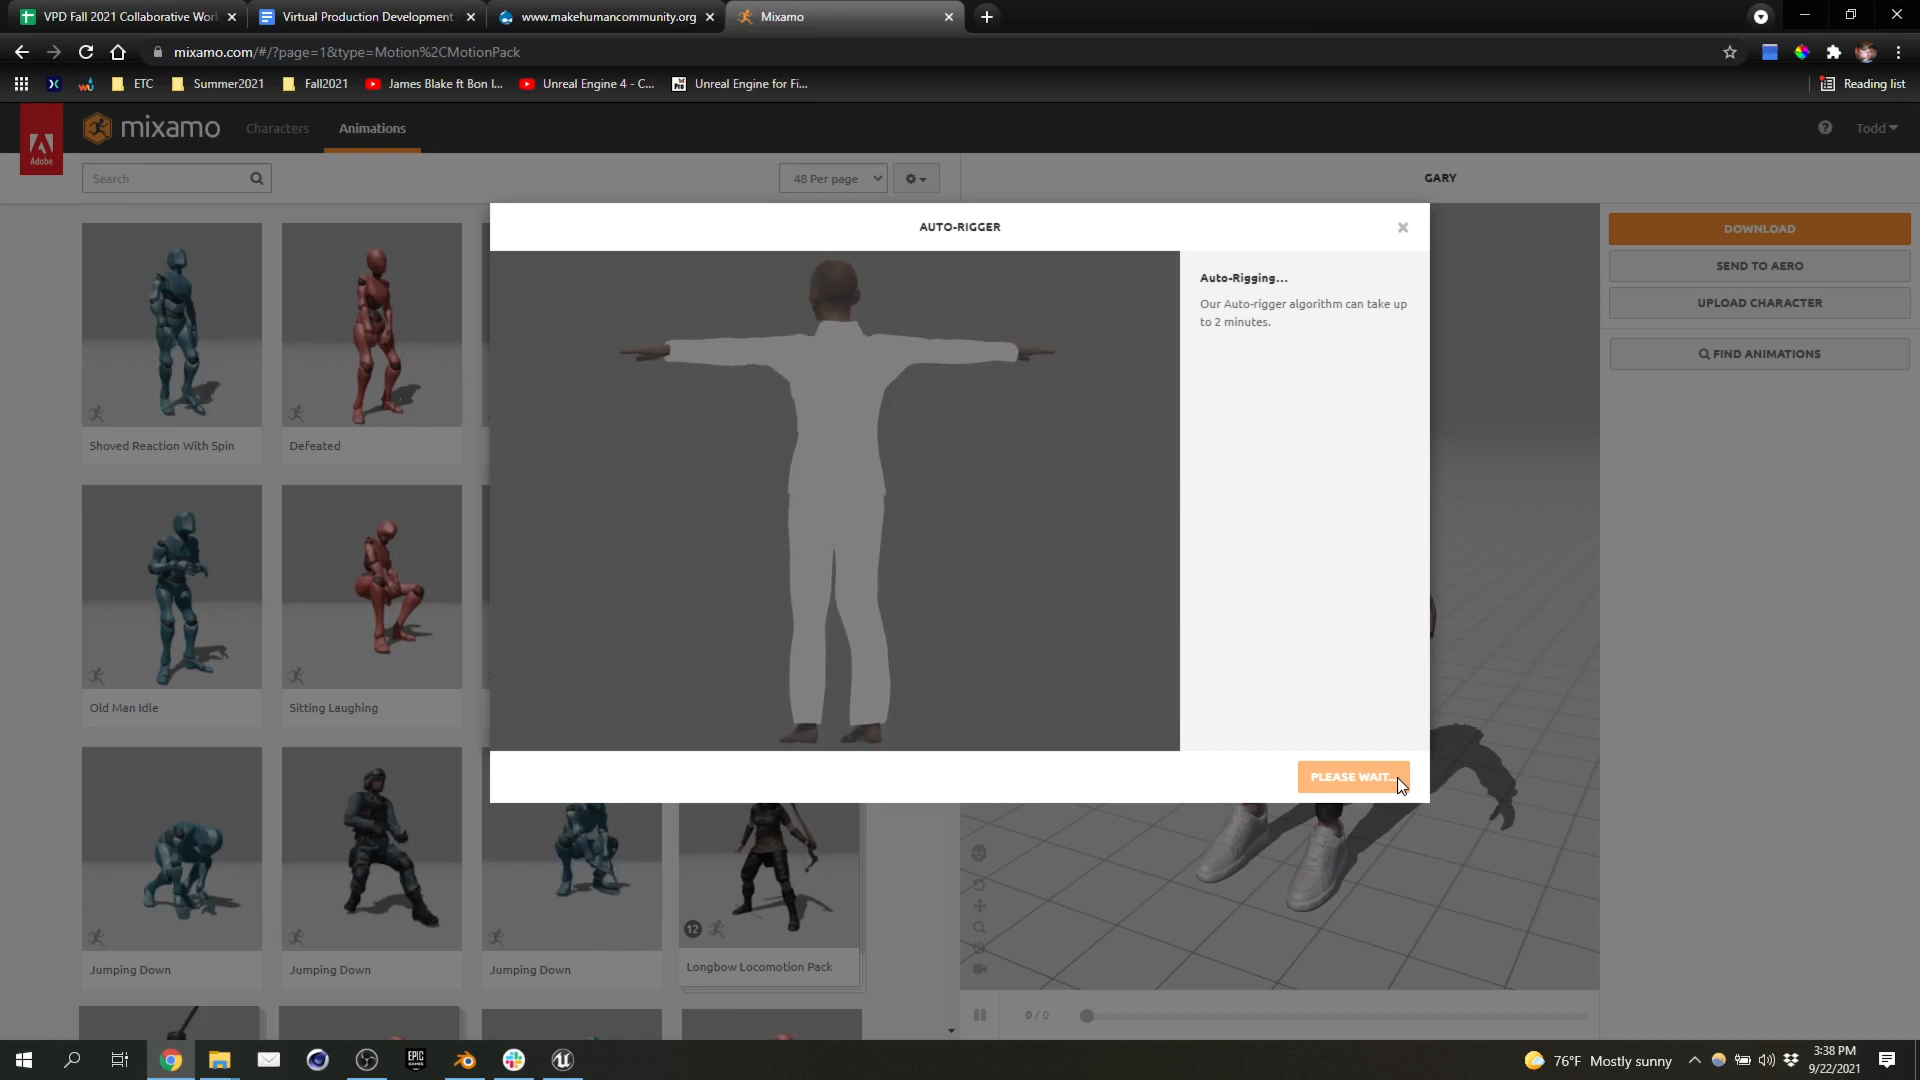 VPD Fall 2021 Collaborative Wor
Virtual Production Development
www.makehumancommunity.org
Mixamo
mixamo.com/#/?page=1&type=Motion%2CMotionPack
ETC
Summer2021
Fall2021
James Blake ft Bon I...
Unreal Engine 4 - C...
Unreal Engine for Fi...
Reading list
Adobe
mixamo
Characters
Animations
Todd
Search
48 Per page
GARY
AUTO-RIGGER
DOWNLOAD
SEND TO AERO
UPLOAD CHARACTER
FIND ANIMATIONS
Auto-Rigging...
Our Auto-rigger algorithm can take up
to 2 minutes.
Shoved Reaction With Spin
Defeated
Old Man Idle
Sitting Laughing
PLEASE WAIT...
12
Jumping Down
Jumping Down
Jumping Down
Longbow Locomotion Pack
0 / 0
EPIC
GAMES
76°F Mostly sunny
3:38 PM
9/22/2021